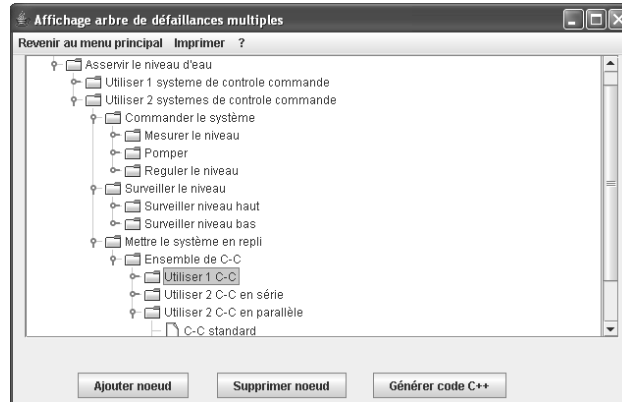 Affichage arbre de défaillances multiples
Revenir au menu principal Imprimer ?
Asservir le niveau d'eau
Utiliser 1 systeme de controle commande
Utiliser 2 systemes de controle commande
Commander le système
Mesurer le niveau
Pomper
Reguler le niveau
Surveiller le niveau
Surveiller niveau haut
Surveiller niveau bas
Mettre le système en repli
Ensemble de C-C
Utiliser 1 C-C
Utiliser 2 C-C en série
Utiliser 2 C-C en parallèle
C-C standard
Ajouter noeud Supprimer noeud Générer code C++